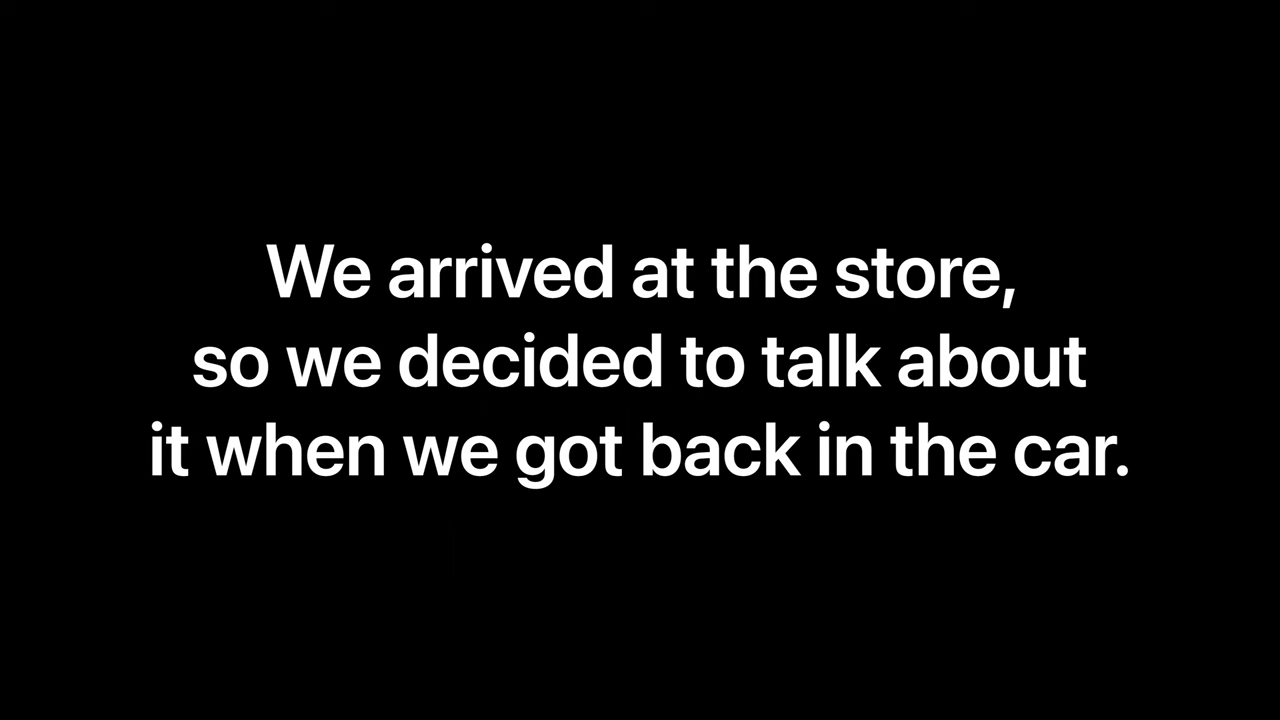 We arrived at the store,
so we decided to talk about
it when we got back in the car.